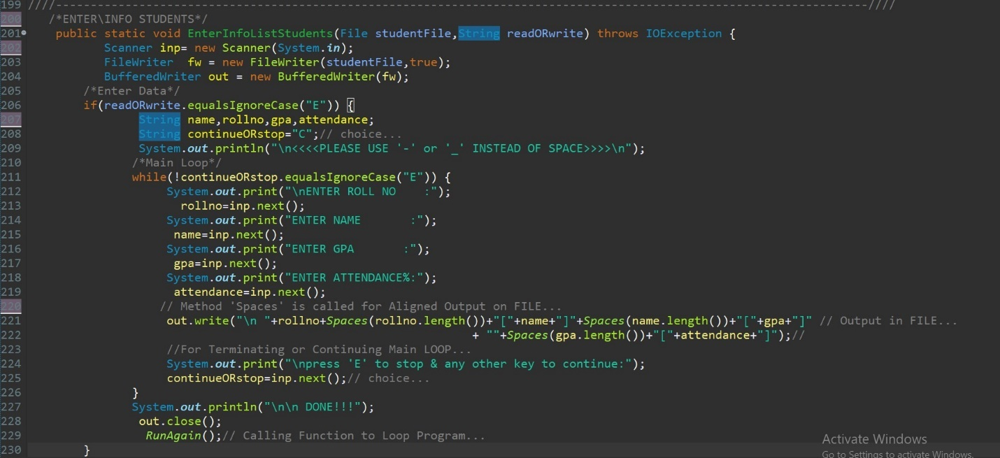 199 ////----------------------------------------------------------------------------------------------------------------------////
200 /*ENTER\INFO STUDENTS*/
201 public static void EnterInfoListStudents(File studentFile,String readORwrite) throws IOException {
202 Scanner inp= new Scanner(System.in);
203 FileWriter fw = new FileWriter(studentFile,true);
204 BufferedWriter out = new BufferedWriter(fw);
205 /*Enter Data*/
206 if(readORwrite.equalsIgnoreCase("E")) {
207 String name,rollno,gpa,attendance;
208 String continueORstop="C";// choice...
209 System.out.println("\n<<<<PLEASE USE '-' or '_' INSTEAD OF SPACE>>>>\n");
210 /*Main Loop*/
211 while(!continueORstop.equalsIgnoreCase("E")) {
212 System.out.print("\nENTER ROLL NO    :");
213 rollno=inp.next();
214 System.out.print("ENTER NAME       :");
215 name=inp.next();
216 System.out.print("ENTER GPA       :");
217 gpa=inp.next();
218 System.out.print("ENTER ATTENDANCE%:");
219 attendance=inp.next();
220 // Method 'Spaces' is called for Aligned Output on FILE...
221 out.write("\n "+rollno+Spaces(rollno.length())+"["+name+"]"+Spaces(name.length())+"["+gpa+"]" // Output in FILE...
222 + ""+Spaces(gpa.length())+"["+attendance+"]");//
223 //For Terminating or Continuing Main LOOP...
224 System.out.print("\npress 'E' to stop & any other key to continue:");
225 continueORstop=inp.next();// choice...
226 }
227 System.out.println("\n\n DONE!!!");
228 out.close();
229 RunAgain();// Calling Function to Loop Program...
230 }
Activate Windows
Go to Settings to activate Windows.